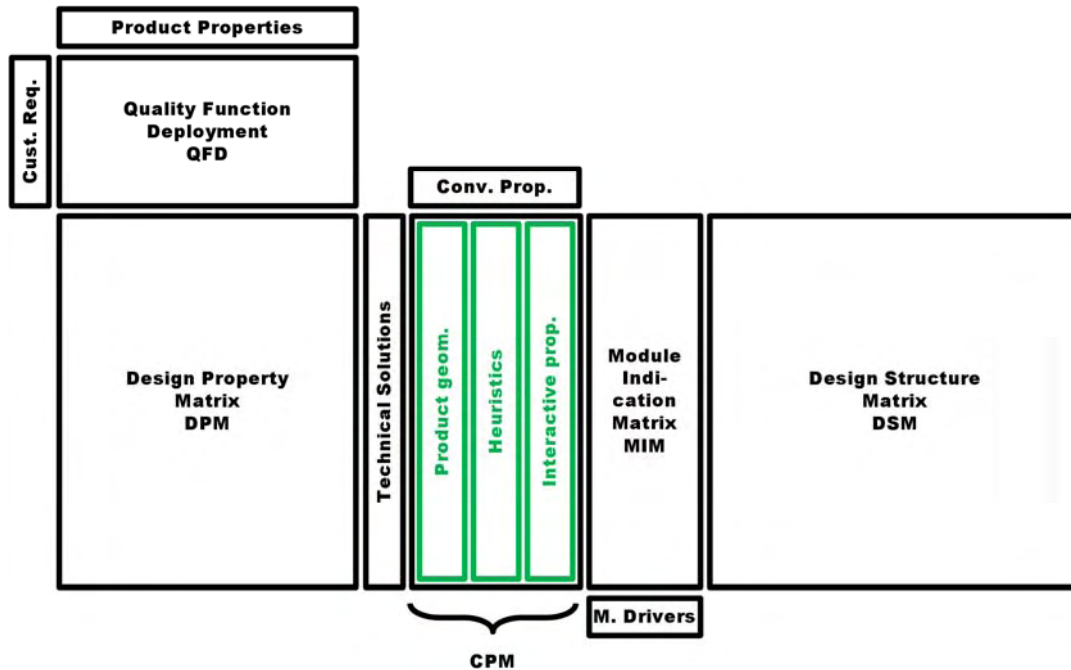 Product Properties
Cust. Req.
Quality Function
Deployment
QFD
Conv. Prop.
Design Property
Matrix
DPM
Technical Solutions
Product geom.
Heuristics
Interactive prop.
Module
Indi-
cation
Matrix
MIM
Design Structure
Matrix
DSM
M. Drivers
CPM